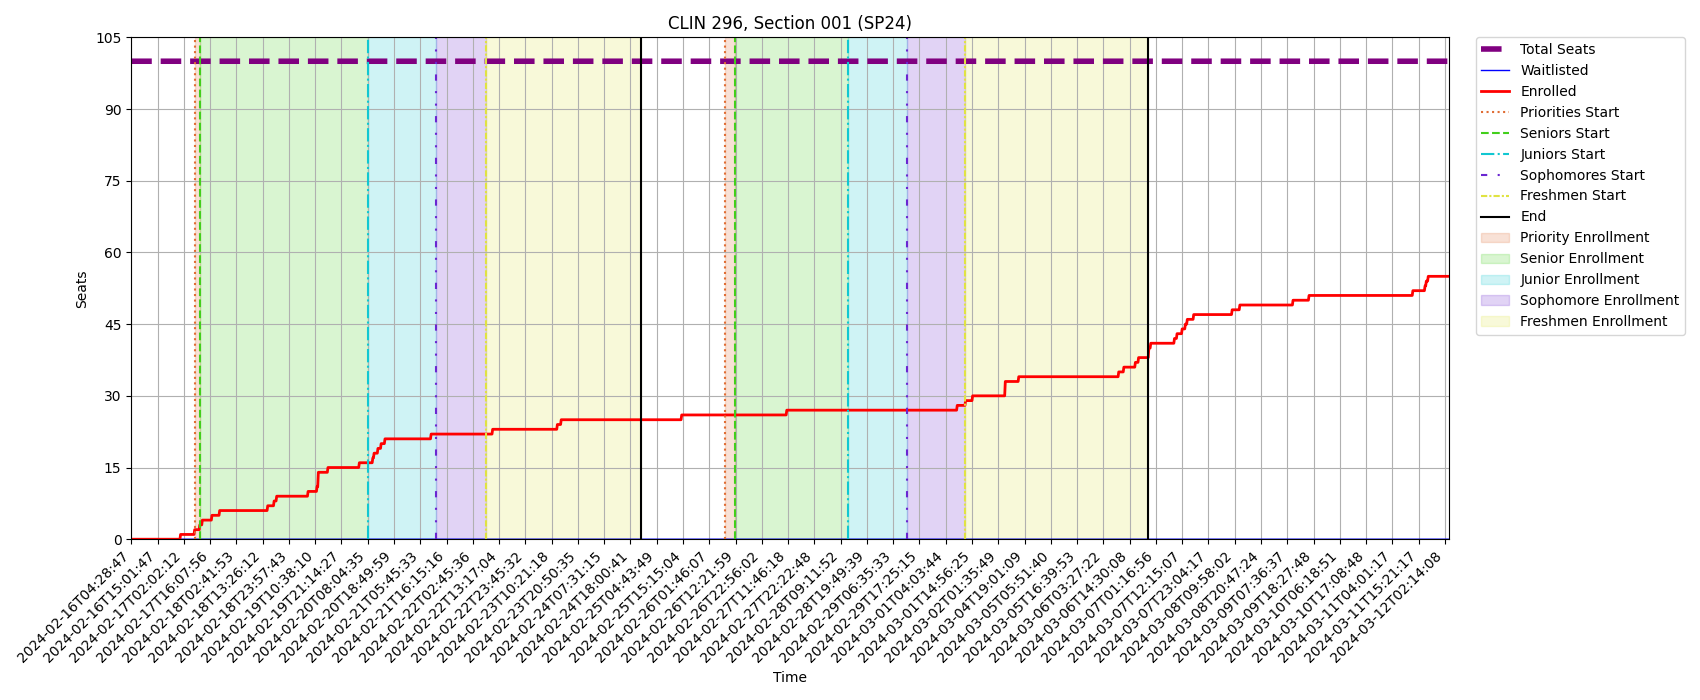 CLIN 296, Section 001 (SP24)
105
90
75
60
45
30
15
0
Seats
2024-02-16T04:28:47
2024-02-16T15:01:47
2024-02-17T02:02:12
2024-02-17T16:07:56
2024-02-18T02:41:53
2024-02-18T13:26:12
2024-02-18T23:57:43
2024-02-19T10:38:10
2024-02-19T21:14:27
2024-02-20T08:04:35
2024-02-20T18:49:59
2024-02-21T05:45:33
2024-02-21T16:15:16
2024-02-22T02:45:36
2024-02-22T13:17:04
2024-02-22T23:45:32
2024-02-23T10:21:18
2024-02-23T20:50:35
2024-02-24T07:31:15
2024-02-24T18:00:41
2024-02-25T04:43:49
2024-02-25T15:15:04
2024-02-26T01:46:07
2024-02-26T12:21:59
2024-02-26T22:56:02
2024-02-27T11:46:18
2024-02-27T22:22:48
2024-02-28T09:11:52
2024-02-28T19:49:39
2024-02-29T06:35:33
2024-02-29T17:25:15
2024-03-01T04:03:44
2024-03-01T14:56:25
2024-03-02T01:35:49
2024-03-04T19:01:09
2024-03-05T05:51:40
2024-03-05T16:39:53
2024-03-06T03:27:22
2024-03-06T14:30:08
2024-03-07T01:16:56
2024-03-07T12:15:07
2024-03-07T23:04:17
2024-03-08T09:58:02
2024-03-08T20:47:24
2024-03-09T07:36:37
2024-03-09T18:27:48
2024-03-10T06:18:51
2024-03-10T17:08:48
2024-03-11T04:01:17
2024-03-11T15:21:17
2024-03-12T02:14:08
Time
Total Seats
Waitlisted
Enrolled
Priorities Start
Seniors Start
Juniors Start
Sophomores Start
Freshmen Start
End
Priority Enrollment
Senior Enrollment
Junior Enrollment
Sophomore Enrollment
Freshmen Enrollment